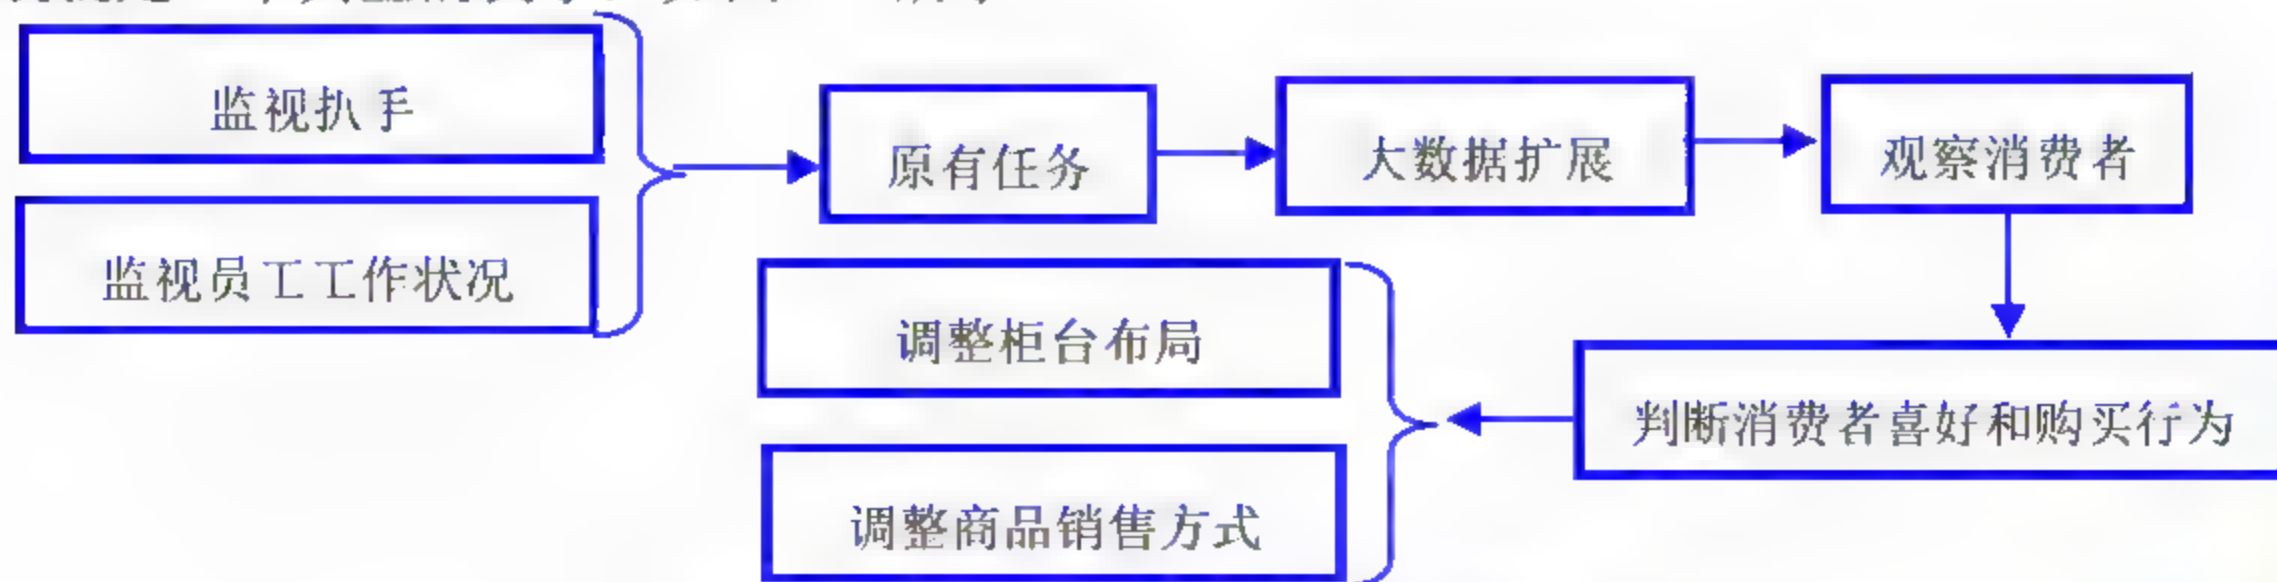 监视扒手
监视员工工作状况
原有任务
大数据扩展
观察消费者
判断消费者喜好和购买行为
调整柜台布局
调整商品销售方式